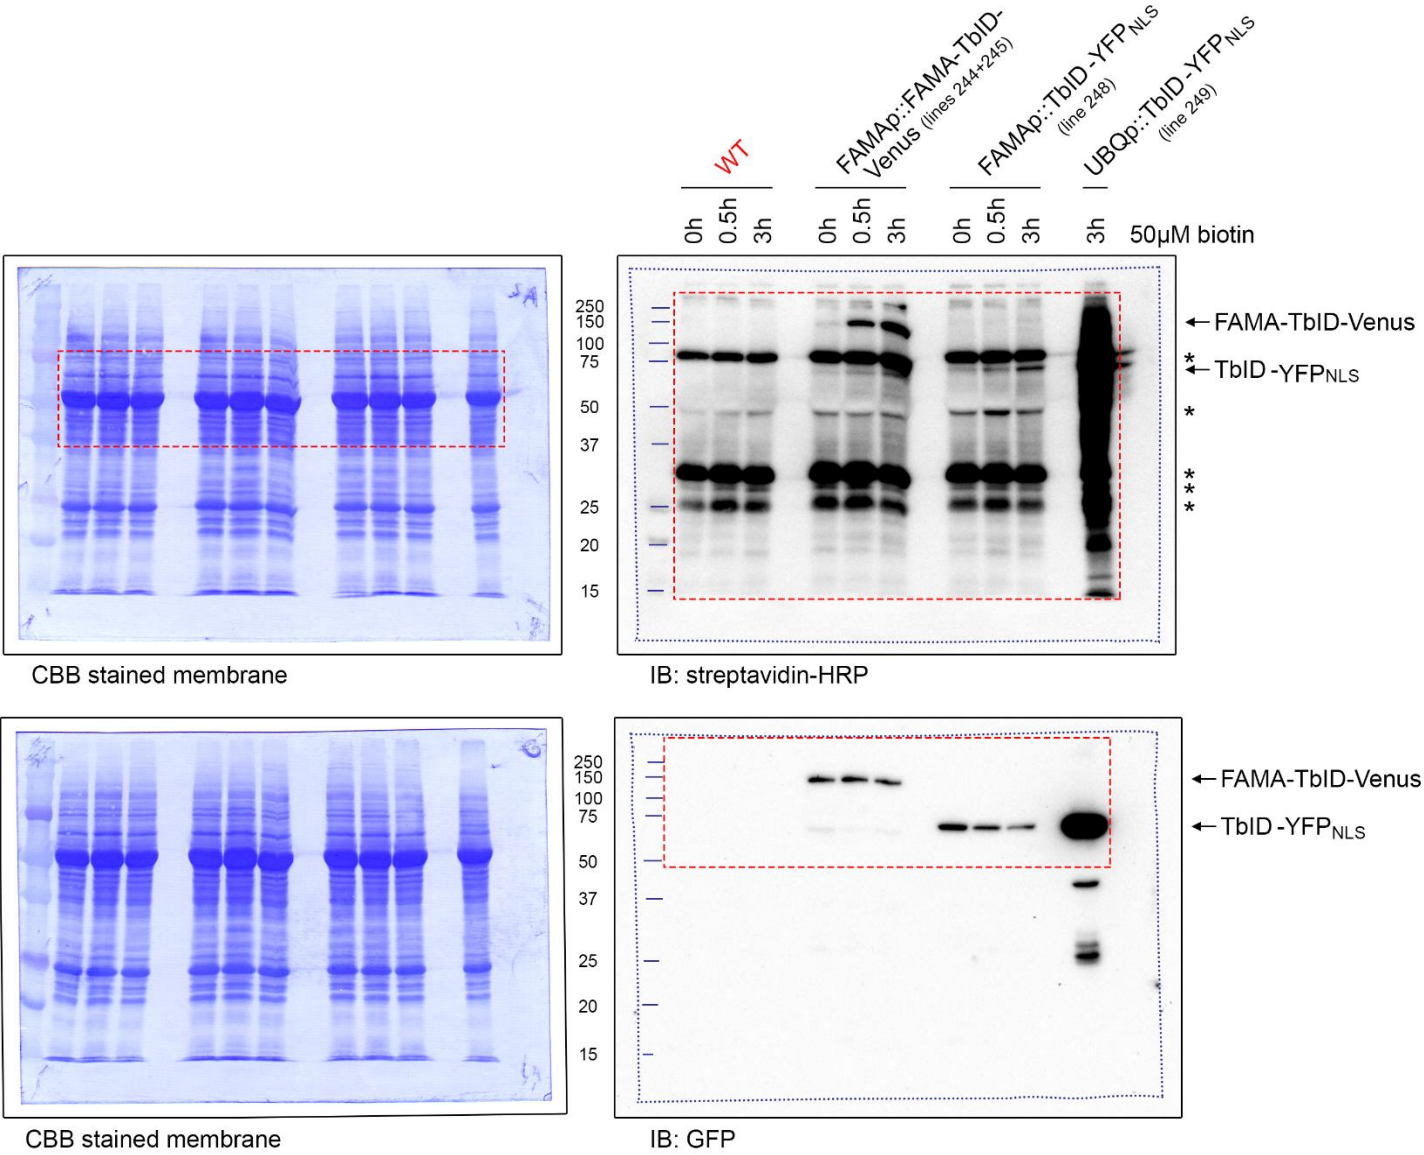 WT
FAMAp::FAMA-TbID-
Venus (lines 244+245)
FAMAp::TbID-YFPNLS
(line 248)
UBQp::TbID-YFPNLS
(line 249)
0h 0.5h 3h 0h 0.5h 3h 0h 0.5h 3h 3h 50µM biotin
250
150
100
75
50
37
25
20
15
FAMA-TbID-Venus
*
TbID-YFPNLS
*
*
*
*
CBB stained membrane
IB: streptavidin-HRP
250
150
100
75
50
37
25
20
15
FAMA-TbID-Venus
TbID-YFPNLS
CBB stained membrane
IB: GFP